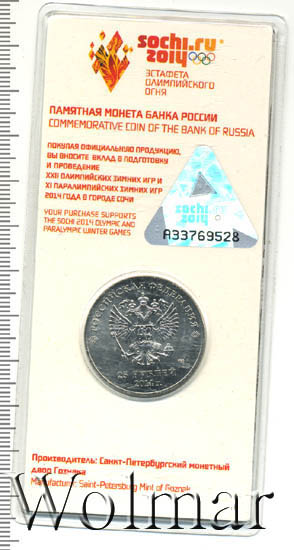 sochi.ru
2014
ЭСТАФЕТА
ОЛИМПИЙСКОГО
ОГНЯ
ПАМЯТНАЯ МОНЕТА БАНКА РОССИИ
COMMEMORATIVE COIN OF THE BANK OF RUSSIA
ПОКУПАЯ ОФИЦИАЛЬНУЮ ПРОДУКЦИЮ,
ВЫ ВНОСИТЕ ВКЛАД В ПОДГОТОВКУ
И ПРОВЕДЕНИЕ
XXII ОЛИМПИЙСКИХ ЗИМНИХ ИГР И
XI ПАРАЛИМПИЙСКИХ ЗИМНИХ ИГР
2014 ГОДА В ГОРОДЕ СОЧИ
YOUR PURCHASE SUPPORTS
THE SOCHI 2014 OLYMPIC AND
PARALYMPIC WINTER GAMES
sochi.ru
2014
A33769528
РОССИЙСКАЯ ФЕДЕРАЦИЯ
25 РУБЛЕЙ
2014 г.
Производитель: Санкт-Петербургский монетный
двор Гознака
Manufacturer: Saint-Petersburg Mint of Goznak
Wolmar